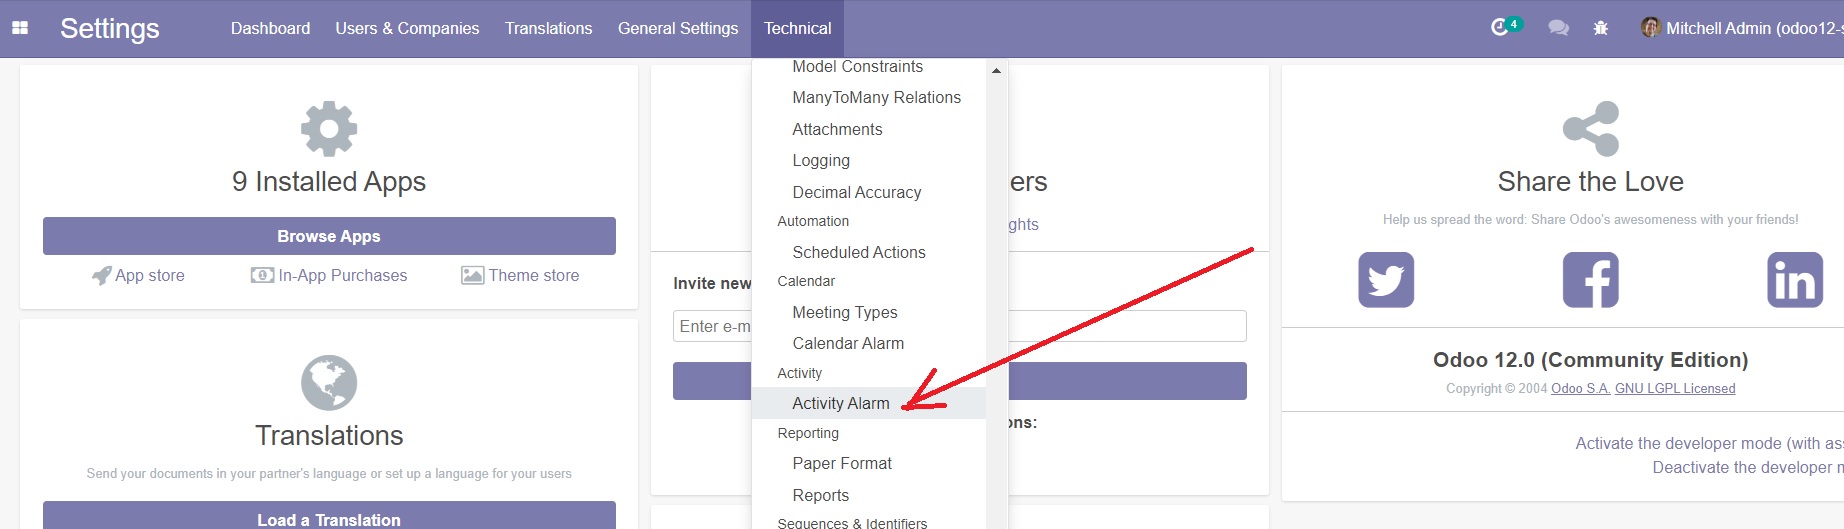 Settings
Dashboard
Users & Companies
Translations
General Settings
Technical
4
Mitchell Admin (odoo12-s
9 Installed Apps
Browse Apps
App store
In-App Purchases
Theme store
Translations
Send your documents in your partner's language or set up a language for your users
Load a Translation
Model Constraints
ManyToMany Relations
Attachments
Logging
Decimal Accuracy
Automation
Scheduled Actions
Calendar
Meeting Types
Calendar Alarm
Activity
Activity Alarm
Reporting
Paper Format
Reports
Sequences & Identifiers
ers
ghts
Invite new
Enter e-m
ons:
Share the Love
Help us spread the word: Share Odoo's awesomeness with your friends!
Odoo 12.0 (Community Edition)
Copyright © 2004 Odoo S.A. GNU LGPL Licensed
Activate the developer mode (with ass
Deactivate the developer m